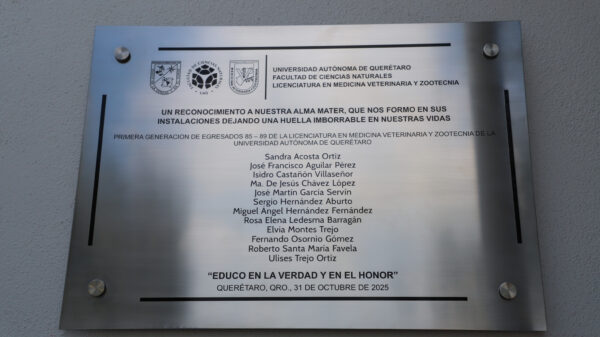 UNIVERSIDAD AUTÓNOMA DE QUERÉTARO
FACULTAD DE CIENCIAS NATURALES
LICENCIATURA EN MEDICINA VETERINARIA Y ZOOTECNIA
UN RECONOCIMIENTO A NUESTRA ALMA MATER, QUE NOS FORMO EN SUS
INSTALACIONES DEJANDO UNA HUELLA IMBORRABLE EN NUESTRAS VIDAS
PRIMERA GENERACION DE EGRESADOS 85 – 89 DE LA LICENCIATURA EN MEDICINA VETERINARIA Y ZOOTECNIA DE LA
UNIVERSIDAD AUTÓNOMA DE QUERÉTARO
Sandra Acosta Ortiz
José Francisco Aguilar Pérez
Isidro Castañón Villaseñor
Ma. De Jesús Chávez López
José Martín García Servín
Sergio Hernández Aburto
Miguel Ángel Hernández Fernández
Rosa Elena Ledesma Barragán
Elvia Montes Trejo
Fernando Osornio Gómez
Roberto Santa María Favela
Ulises Trejo Ortiz
“EDUCO EN LA VERDAD Y EN EL HONOR”
QUERÉTARO, QRO., 31 DE OCTUBRE DE 2025